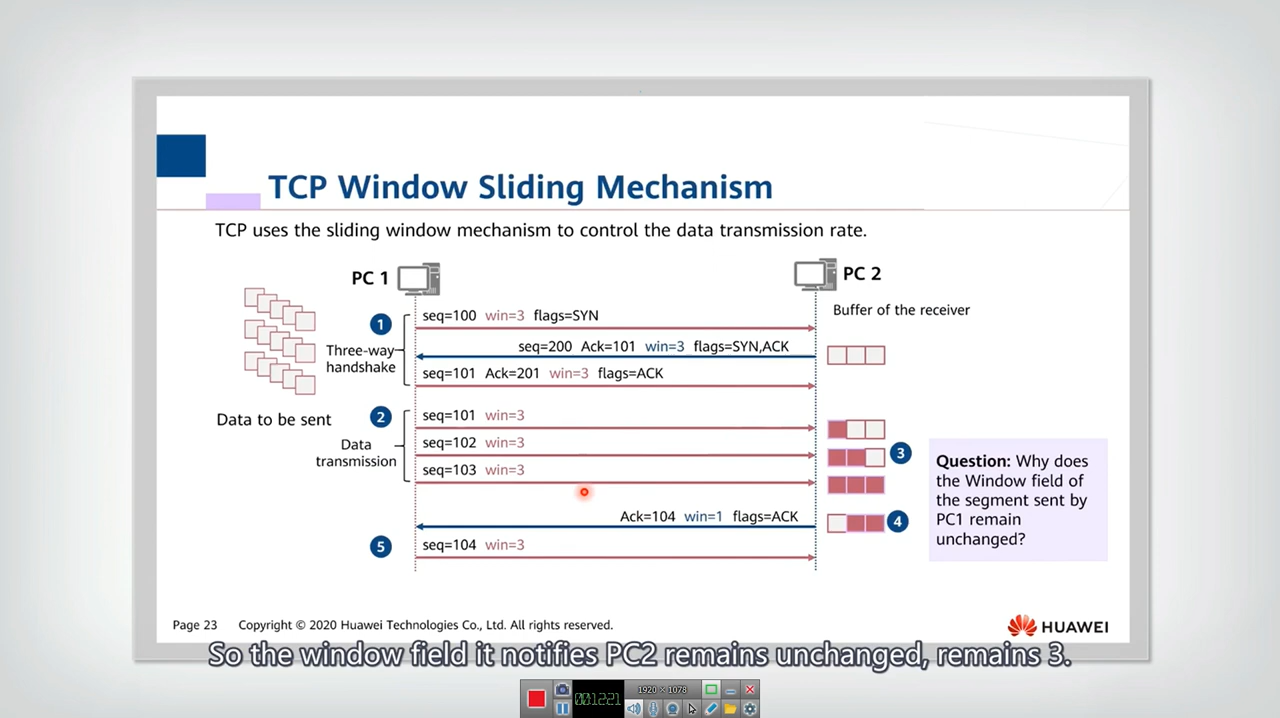 TCP Window Sliding Mechanism
TCP uses the sliding window mechanism to control the data transmission rate.
PC 1
PC 2
Buffer of the receiver
1
seq=100 win=3 flags=SYN
Three-way
handshake
seq=200 Ack=101 win=3 flags=SYN,ACK
seq=101 Ack=201 win=3 flags=ACK
Data to be sent
2
seq=101 win=3
Data
transmission
seq=102 win=3
3
seq=103 win=3
Question: Why does
the Window field of
the segment sent by
PC1 remain
unchanged?
Ack=104 win=1 flags=ACK
4
5
seq=104 win=3
Page 23 Copyright © 2020 Huawei Technologies Co., Ltd. All rights reserved.
HUAWEI
So the window field it notifies PC2 remains unchanged, remains 3.
1920 × 1078